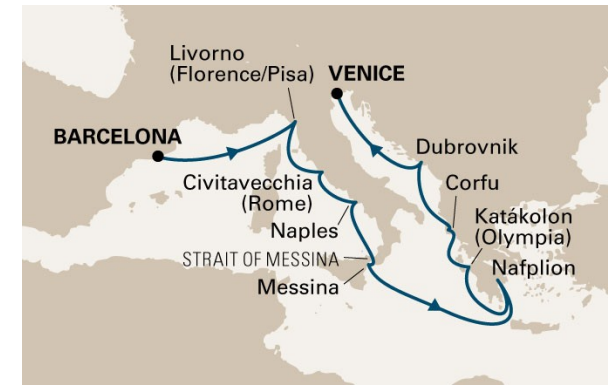 Livorno
(Florence/Pisa)
VENICE
BARCELONA
Dubrovnik
Civitavecchia
(Rome)
Corfu
Naples
Katákolon
(Olympia)
STRAIT OF MESSINA
Nafplion
Messina